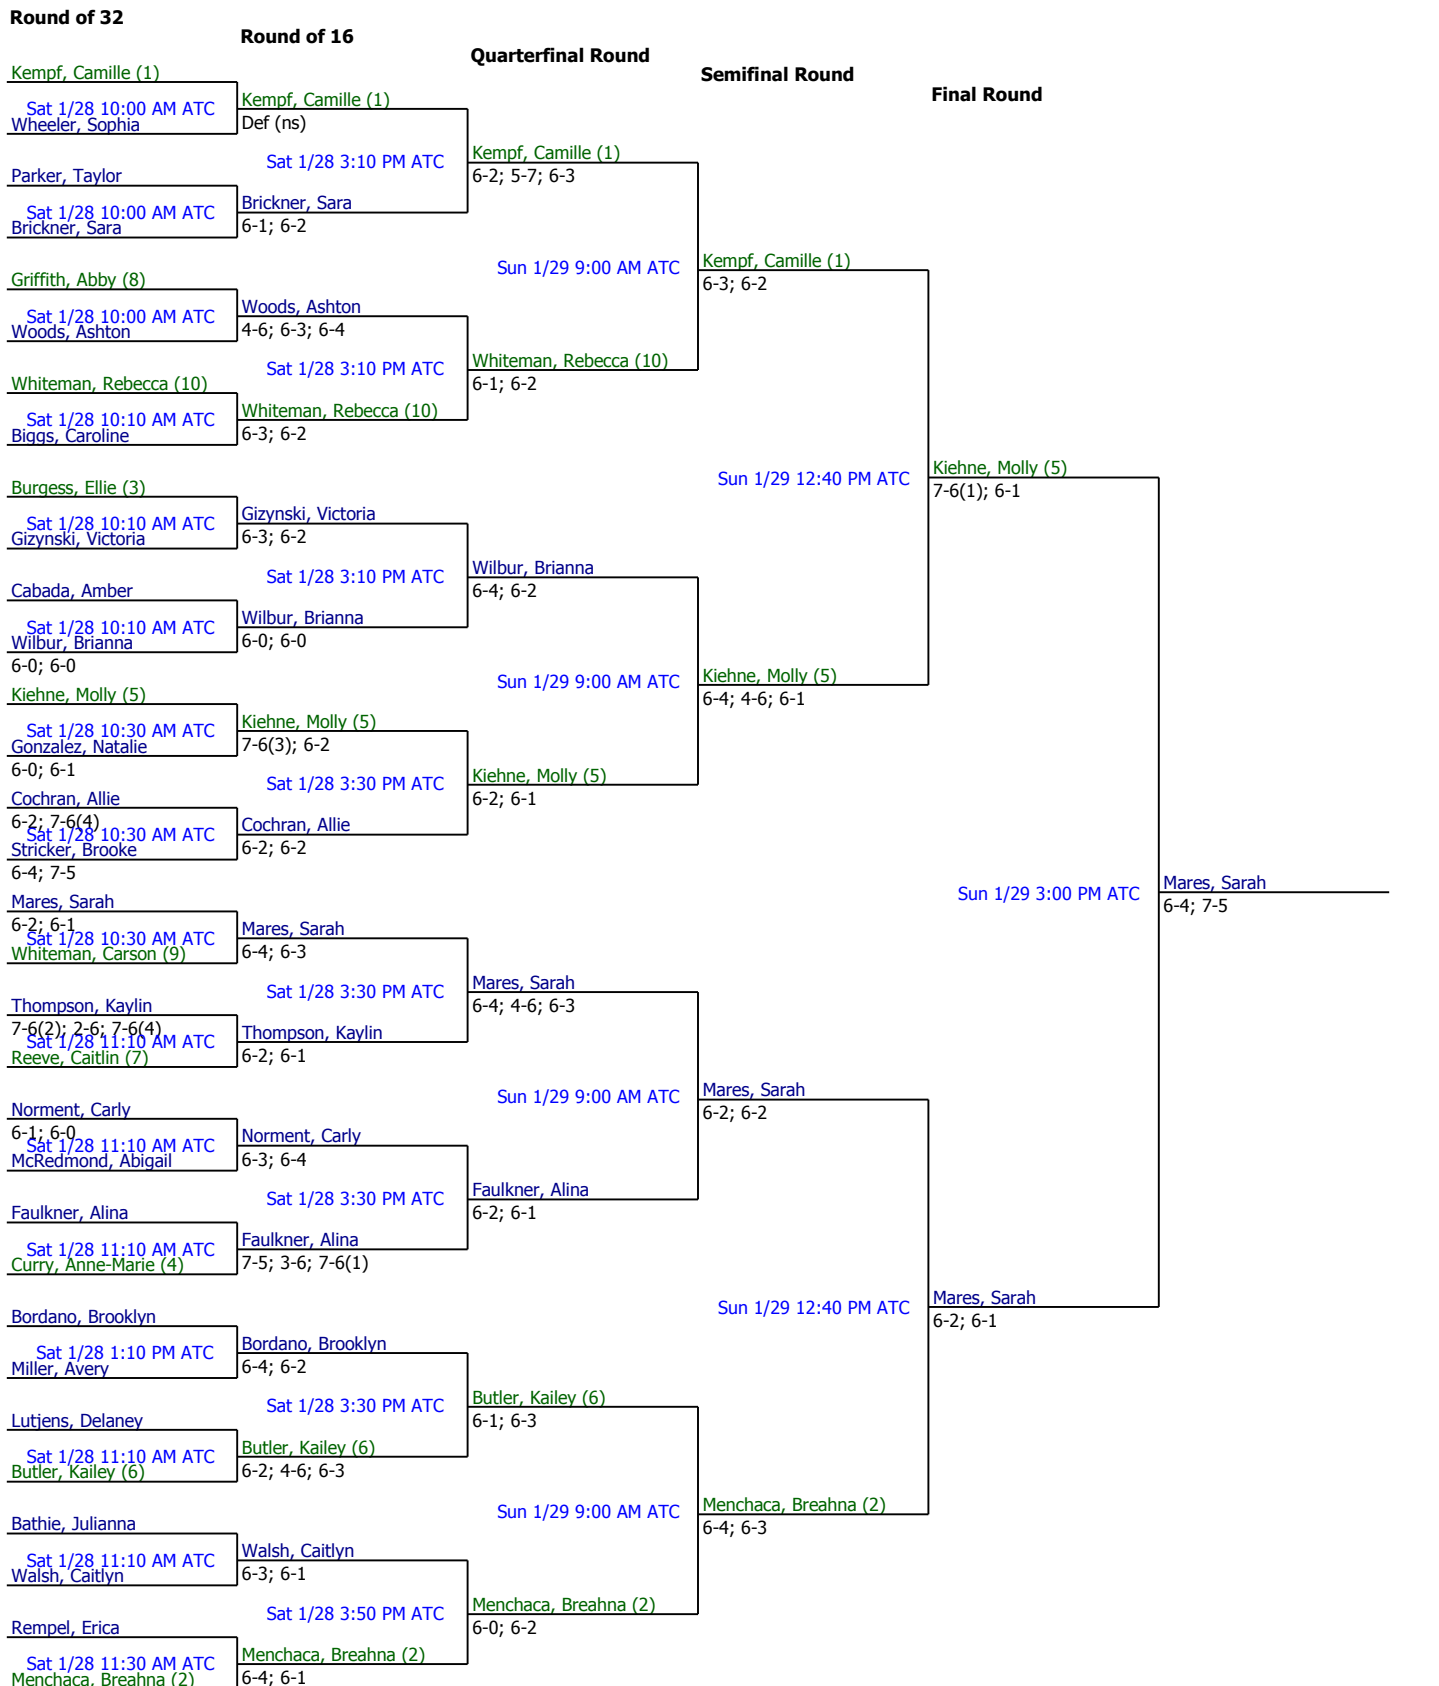 Round of 32
Round of 16
Quarterfinal Round
Semifinal Round
Final Round
Kempf, Camille (1)
Sat 1/28 10:00 AM ATC
Wheeler, Sophia
Parker, Taylor
Sat 1/28 10:00 AM ATC
Brickner, Sara
Griffith, Abby (8)
Sat 1/28 10:00 AM ATC
Woods, Ashton
Whiteman, Rebecca (10)
Sat 1/28 10:10 AM ATC
Biggs, Caroline
Burgess, Ellie (3)
Sat 1/28 10:10 AM ATC
Gizynski, Victoria
Cabada, Amber
Sat 1/28 10:10 AM ATC
Wilbur, Brianna
6-0; 6-0
Kiehne, Molly (5)
Sat 1/28 10:30 AM ATC
Gonzalez, Natalie
6-0; 6-1
Cochran, Allie
6-2; 7-6(4)
Sat 1/28 10:30 AM ATC
Stricker, Brooke
6-4; 7-5
Mares, Sarah
6-2; 6-1
Sat 1/28 10:30 AM ATC
Whiteman, Carson (9)
Thompson, Kaylin
7-6(2); 2-6; 7-6(4)
Sat 1/28 11:10 AM ATC
Reeve, Caitlin (7)
Norment, Carly
6-1; 6-0
Sat 1/28 11:10 AM ATC
McRedmond, Abigail
Faulkner, Alina
Sat 1/28 11:10 AM ATC
Curry, Anne-Marie (4)
Bordano, Brooklyn
Sat 1/28 1:10 PM ATC
Miller, Avery
Lutjens, Delaney
Sat 1/28 11:10 AM ATC
Butler, Kailey (6)
Bathie, Julianna
Sat 1/28 11:10 AM ATC
Walsh, Caitlyn
Rempel, Erica
Sat 1/28 11:30 AM ATC
Menchaca, Breahna (2)
Kempf, Camille (1)
Def (ns)
Sat 1/28 3:10 PM ATC
Brickner, Sara
6-1; 6-2
Woods, Ashton
4-6; 6-3; 6-4
Sat 1/28 3:10 PM ATC
Whiteman, Rebecca (10)
6-3; 6-2
Gizynski, Victoria
6-3; 6-2
Sat 1/28 3:10 PM ATC
Wilbur, Brianna
6-0; 6-0
Kiehne, Molly (5)
7-6(3); 6-2
Sat 1/28 3:30 PM ATC
Cochran, Allie
6-2; 6-2
Mares, Sarah
6-4; 6-3
Sat 1/28 3:30 PM ATC
Thompson, Kaylin
6-2; 6-1
Norment, Carly
6-3; 6-4
Sat 1/28 3:30 PM ATC
Faulkner, Alina
7-5; 3-6; 7-6(1)
Bordano, Brooklyn
6-4; 6-2
Sat 1/28 3:30 PM ATC
Butler, Kailey (6)
6-2; 4-6; 6-3
Walsh, Caitlyn
6-3; 6-1
Sat 1/28 3:50 PM ATC
Menchaca, Breahna (2)
6-4; 6-1
Kempf, Camille (1)
6-2; 5-7; 6-3
Sun 1/29 9:00 AM ATC
Whiteman, Rebecca (10)
6-1; 6-2
Wilbur, Brianna
6-4; 6-2
Sun 1/29 9:00 AM ATC
Kiehne, Molly (5)
6-2; 6-1
Mares, Sarah
6-4; 4-6; 6-3
Sun 1/29 9:00 AM ATC
Faulkner, Alina
6-2; 6-1
Butler, Kailey (6)
6-1; 6-3
Sun 1/29 9:00 AM ATC
Menchaca, Breahna (2)
6-0; 6-2
Kempf, Camille (1)
6-3; 6-2
Sun 1/29 12:40 PM ATC
Kiehne, Molly (5)
6-4; 4-6; 6-1
Mares, Sarah
6-2; 6-2
Sun 1/29 12:40 PM ATC
Menchaca, Breahna (2)
6-4; 6-3
Kiehne, Molly (5)
7-6(1); 6-1
Sun 1/29 3:00 PM ATC
Mares, Sarah
6-2; 6-1
Mares, Sarah
6-4; 7-5